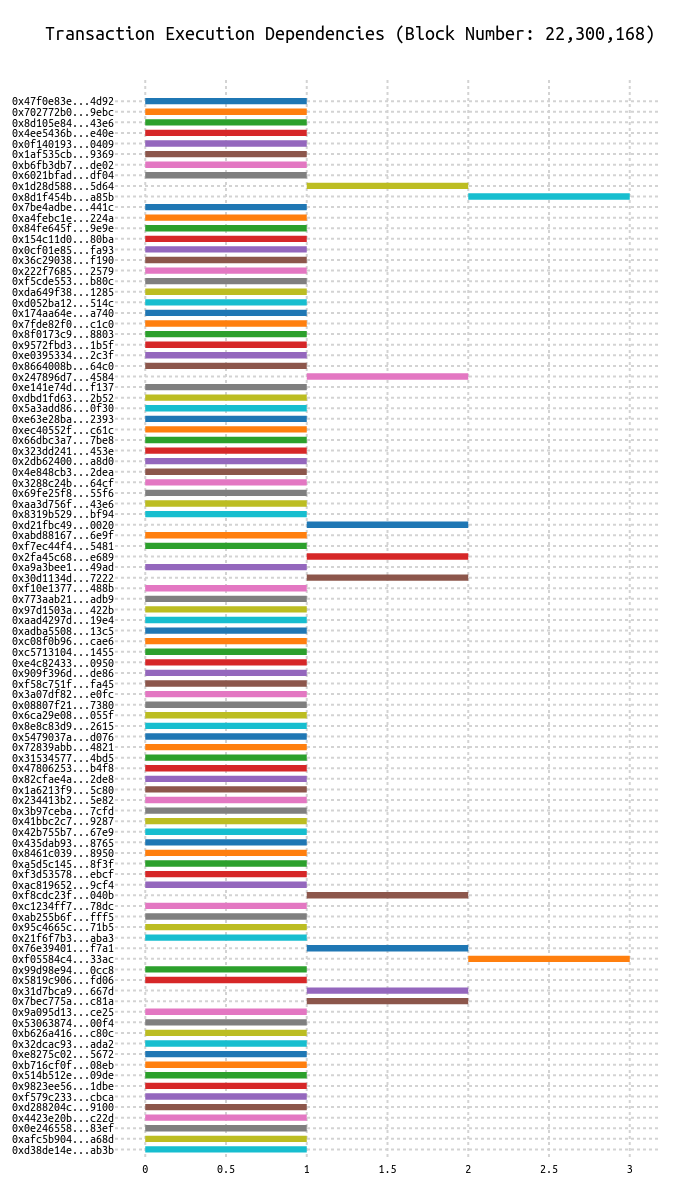 Transaction Execution Dependencies (Block Number: 22,300,168)
0x47f0e83e...4d92
0x702772b0...9ebc
0x8d105e84...43e6
0x4ee5436b...e40e
0x0f140193...0409
0x1af535cb...9369
0xb6fb3db7...de02
0x6021bfad...df04
0x1d28d588...5d64
0x8d1f454b...a85b
0x7be4adbe...441c
0xa4febc1e...224a
0x84fe645f...9e9e
0x154c11d0...80ba
0x0cf01e85...fa93
0x36c29038...f190
0x222f7685...2579
0xf5cde553...b80c
0xda649f38...1285
0xd052ba12...514c
0x174aa64e...a740
0x7fde82f0...c1c0
0x8f0173c9...8803
0x9572fbd3...1b5f
0xe0395334...2c3f
0x8664008b...64c0
0x247896d7...4584
0xe141e74d...f137
0xdbd1fd63...2b52
0x5a3add86...0f30
0xe63e28ba...2393
0xec40552f...c61c
0x66dbc3a7...7be8
0x323dd241...453e
0x2db62400...a8d0
0x4e848cb3...2dea
0x3288c24b...64cf
0x69fe25f8...55f6
0xaa3d756f...43e6
0x8319b529...bf94
0xd21fbc49...0020
0xabd88167...6e9f
0xf7ec44f4...5481
0x2fa45c68...e689
0xa9a3bee1...49ad
0x30d1134d...7222
0xf10e1377...488b
0x773aab21...adb9
0x97d1503a...422b
0xaad4297d...19e4
0xadba5508...13c5
0xc08f0b96...cae6
0xc5713104...1455
0xe4c82433...0950
0x909f396d...de86
0xf58c751f...fa45
0x3a07df82...e0fc
0x08807f21...7380
0x6ca29e08...055f
0x8e8c83d9...2615
0x5479037a...d076
0x72839abb...4821
0x31534577...4bd5
0x47806253...b4f8
0x82cfae4a...2de8
0x1a6213f9...5c80
0x234413b2...5e82
0x3b97ceba...7cfd
0x41bbc2c7...9287
0x42b755b7...67e9
0x435dab93...8765
0x8461c039...8950
0xa5d5c145...8f3f
0xf3d53578...ebcf
0xac819652...9cf4
0xf8cdc23f...040b
0xc1234ff7...78dc
0xab255b6f...fff5
0x95c4665c...71b5
0x21f6f7b3...aba3
0x76e39401...f7a1
0xf05584c4...33ac
0x99d98e94...0cc8
0x5819c906...fd06
0x31d7bca9...667d
0x7bec775a...c81a
0x9a095d13...ce25
0x53063874...00f4
0xb626a416...c80c
0x32dcac93...ada2
0xe8275c02...5672
0xb716cf0f...08eb
0x514b512e...09de
0x9823ee56...1dbe
0xf579c233...cbca
0xd288204c...9100
0x4423e20b...c22d
0x0e246558...83ef
0xafc5b904...a68d
0xd38de14e...ab3b
0 0.5 1 1.5 2 2.5 3